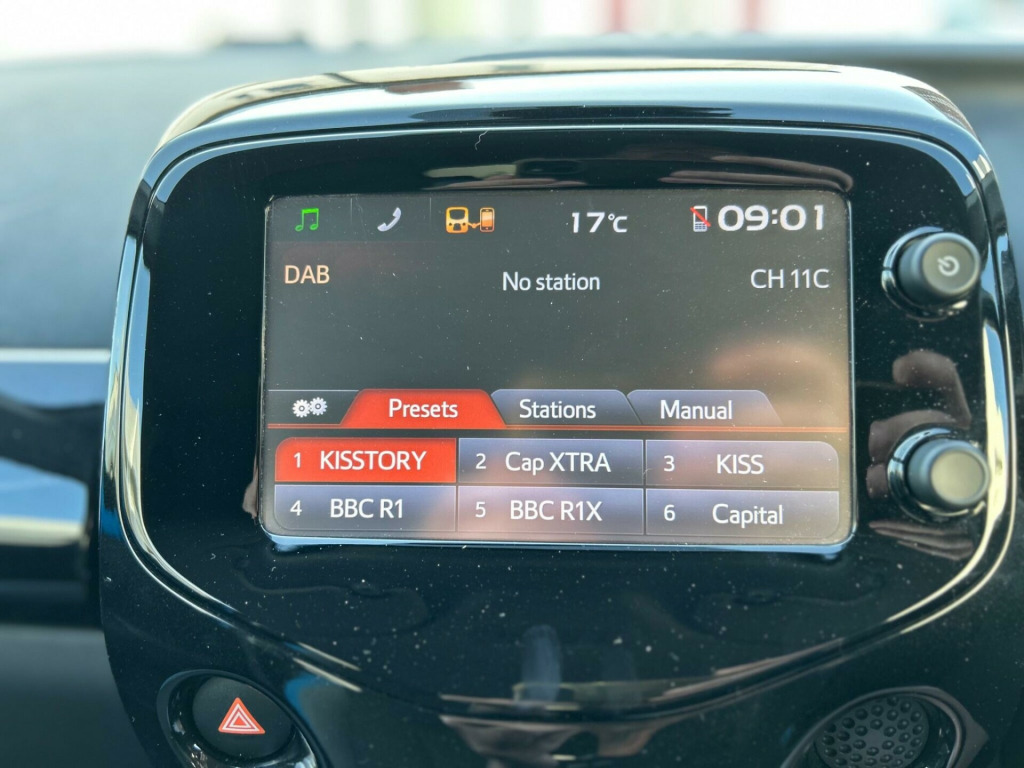 17°C 09:01
DAB No station CH 11C
Presets Stations Manual
1 KISSTORY 2 Cap XTRA 3 KISS
4 BBC R1 5 BBC R1X 6 Capital